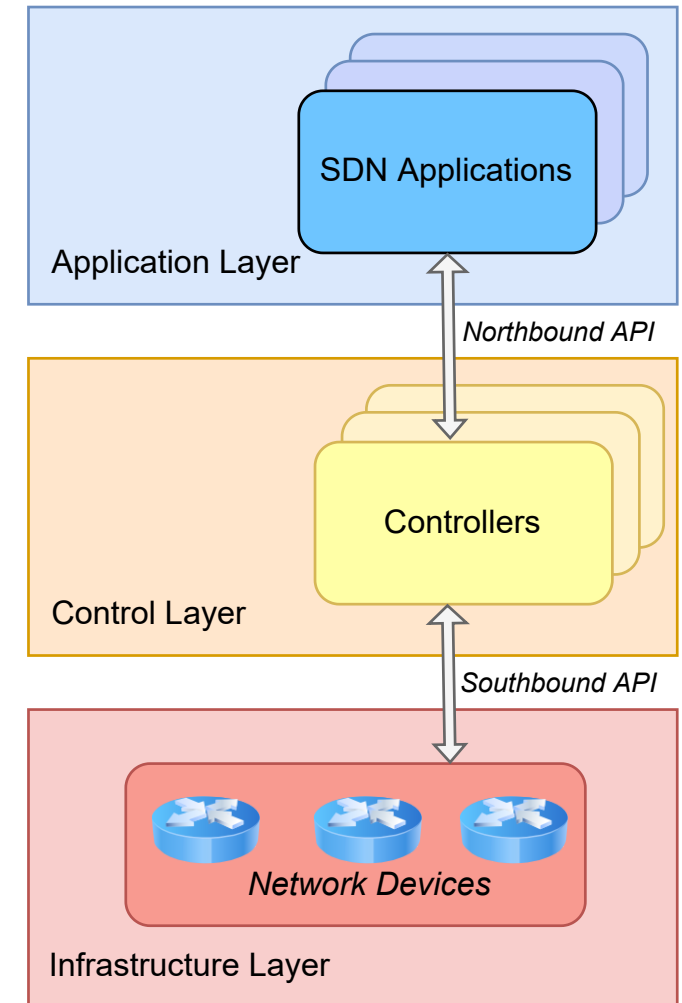 SDN Applications
Application Layer
Northbound API
Controllers
Control Layer
Southbound API
Network Devices
Infrastructure Layer